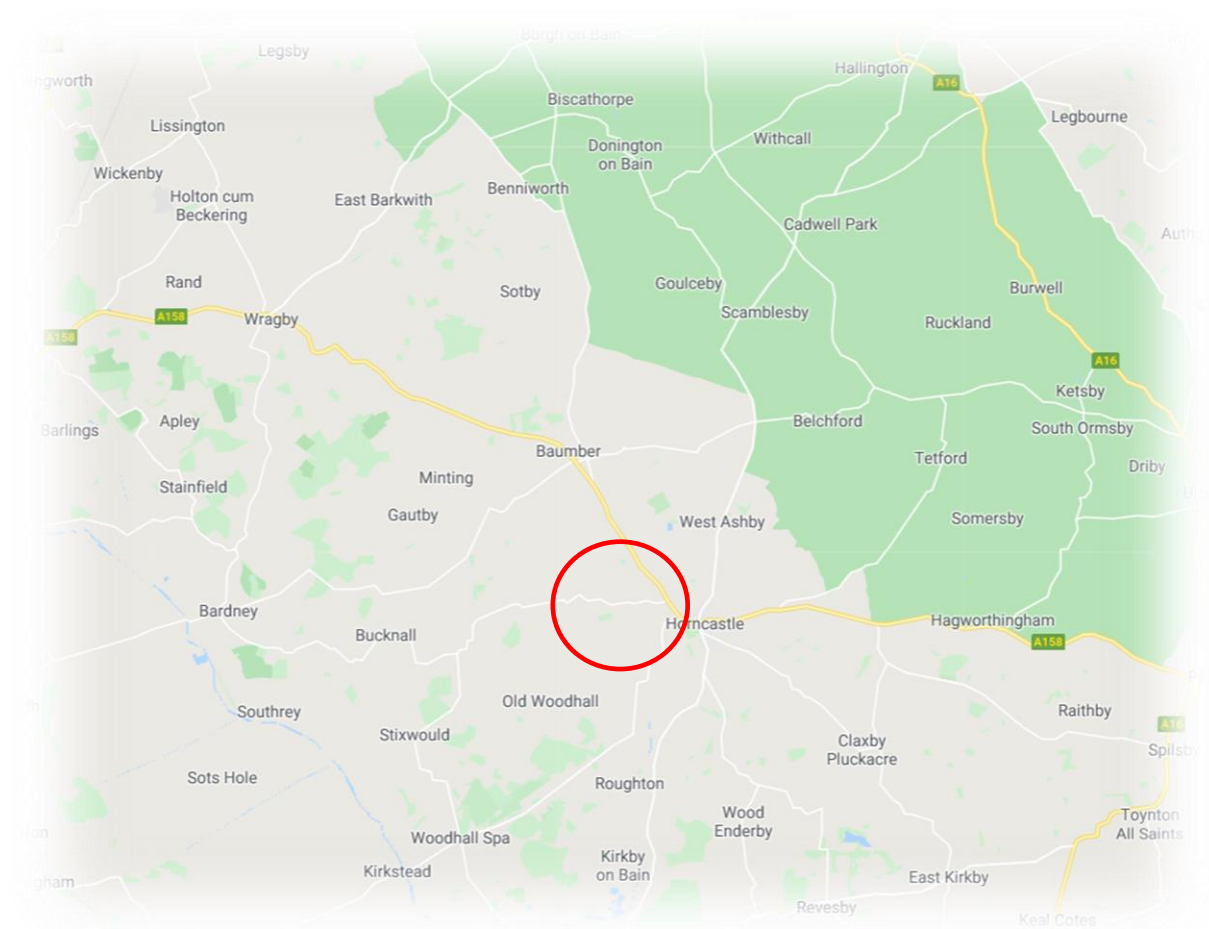 Burgh on Bain
Legsby
Hallington
A16
Biscathorpe
Legbourne
Lissington
Withcall
Donington
on Bain
Wickenby
Benniworth
Holton cum
Beckering
East Barkwith
Cadwell Park
Rand
Goulceby
Sotby
Burwell
Scamblesby
A158
Wragby
Ruckland
A158
A16
Ketsby
Apley
Belchford
Barlings
South Ormsby
Baumber
Tetford
Driby
Minting
Stainfield
Gautby
West Ashby
Somersby
Bardney
Horncastle
Hagworthingham
Bucknall
A158
Old Woodhall
Southrey
Raithby
A16
Stixwould
Claxby
Pluckacre
Spilsby
Sots Hole
Roughton
Wood
Enderby
Toynton
All Saints
Woodhall Spa
Kirkby
on Bain
Kirkstead
East Kirkby
Revesby
Keal Cotes